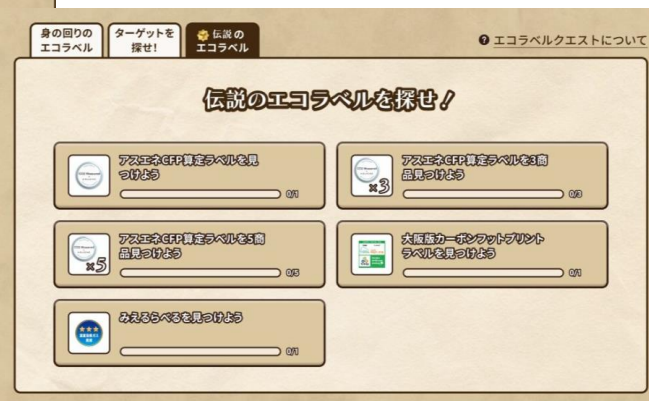 身の回りの
エコラベル
ターゲットを
探せ!
伝説の
エコラベル
? エコラベルクエストについて
伝説のエコラベルを探せ!
アスエネCFP算定ラベルを見
つけよう
0/1
×3
アスエネCFP算定ラベルを3商
品見つけよう
0/3
×5
アスエネCFP算定ラベルを5商
品見つけよう
0/5
大阪版カーボンフットプリント
ラベルを見つけよう
0/1
みえるらべるを見つけよう
0/1